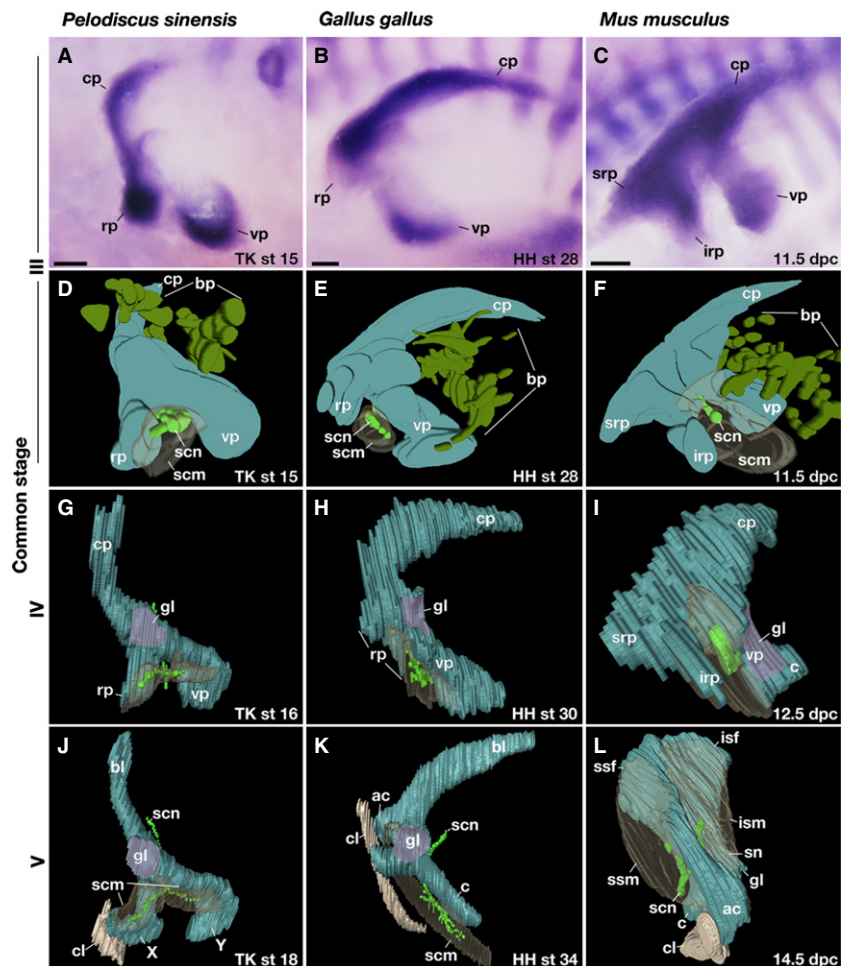 Pelodiscus sinensis Gallus gallus Mus musculus
Common stage
III
IV
V
A
cp
rp
vp
TK st 15
B
cp
rp
vp
HH st 28
C
cp
srp
vp
irp
11.5 dpc
D
cp
bp
scn
vp
rp
scm
TK st 15
E
cp
bp
rp
scn
vp
scm
HH st 28
F
cp
bp
vp
srp
scn
irp
scm
11.5 dpc
G
cp
gl
rp
vp
TK st 16
H
cp
gl
rp
vp
HH st 30
I
cp
gl
srp
vp
irp
c
12.5 dpc
J
bl
scn
gl
scm
cl
X
Y
TK st 18
K
bl
ac
cl
gl
scn
c
scm
HH st 34
L
isf
ssf
ism
sn
ssm
gl
scn
c
ac
cl
14.5 dpc